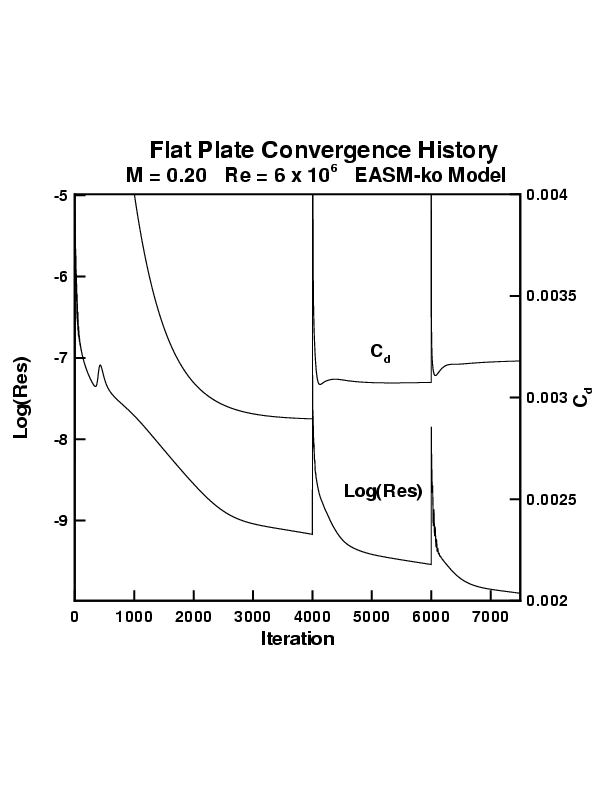 Flat Plate Convergence History
M = 0.20 Re = 6 x 10⁶ EASM-ko Model
-5
-6
-7
-8
-9
Log(Res)
0.004
0.0035
0.003
0.0025
0.002
C_d
C_d
Log(Res)
0 1000 2000 3000 4000 5000 6000 7000
Iteration